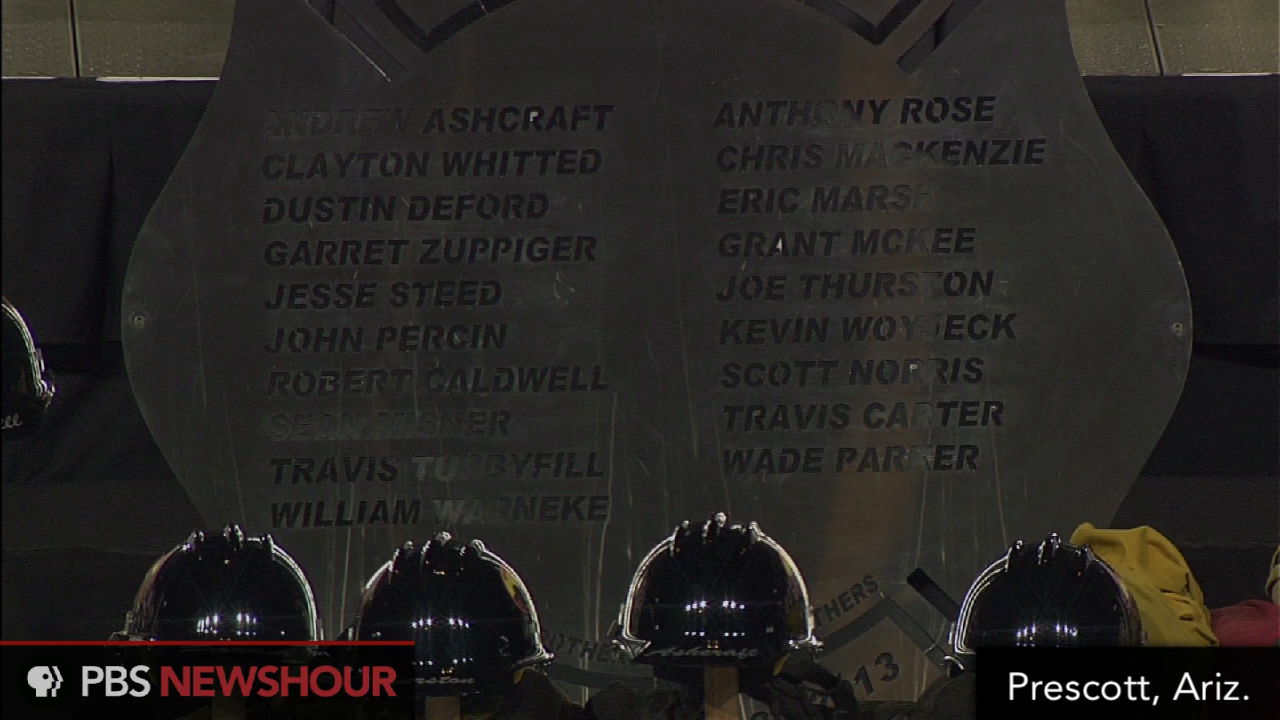 ANDREW ASHCRAFT
CLAYTON WHITTED
DUSTIN DEFORD
GARRET ZUPPIGER
JESSE STEED
JOHN PERCIN
ROBERT CALDWELL
SEAN MISNER
TRAVIS TURBYFILL
WILLIAM WARNEKE
ANTHONY ROSE
CHRIS MACKENZIE
ERIC MARSH
GRANT MCKEE
JOE THURSTON
KEVIN WOYJECK
SCOTT NORRIS
TRAVIS CARTER
WADE PARKER
Ashcraft
13
PBS NEWSHOUR
Prescott, Ariz.